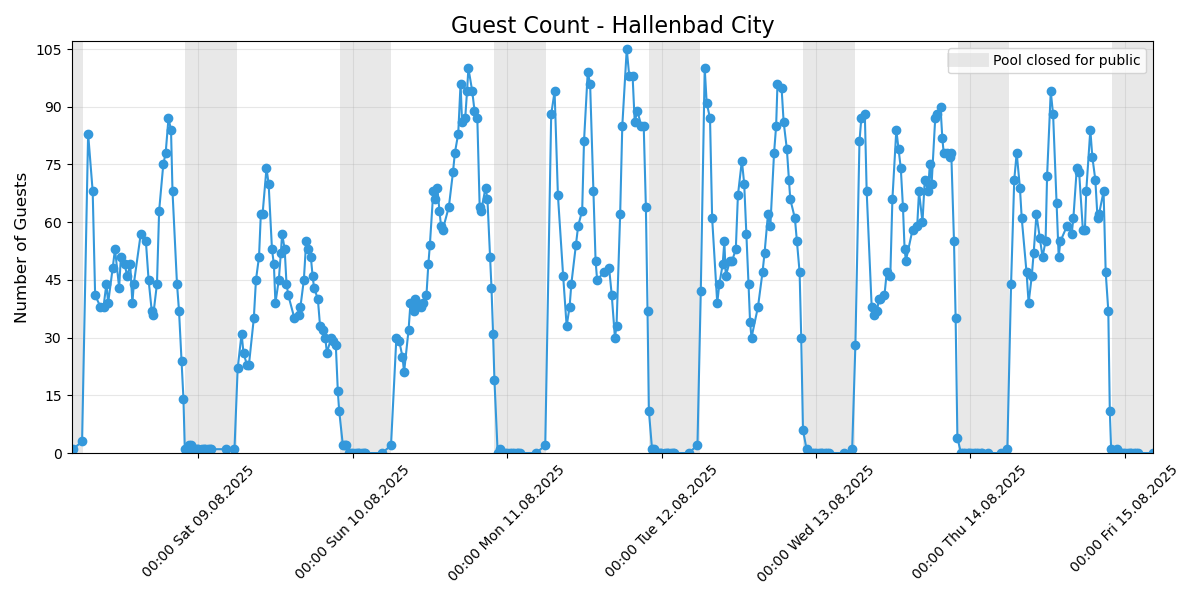 Guest Count - Hallenbad City
Pool closed for public
Number of Guests
105
90
75
60
45
30
15
0
00:00 Sat 09.08.2025
00:00 Sun 10.08.2025
00:00 Mon 11.08.2025
00:00 Tue 12.08.2025
00:00 Wed 13.08.2025
00:00 Thu 14.08.2025
00:00 Fri 15.08.2025